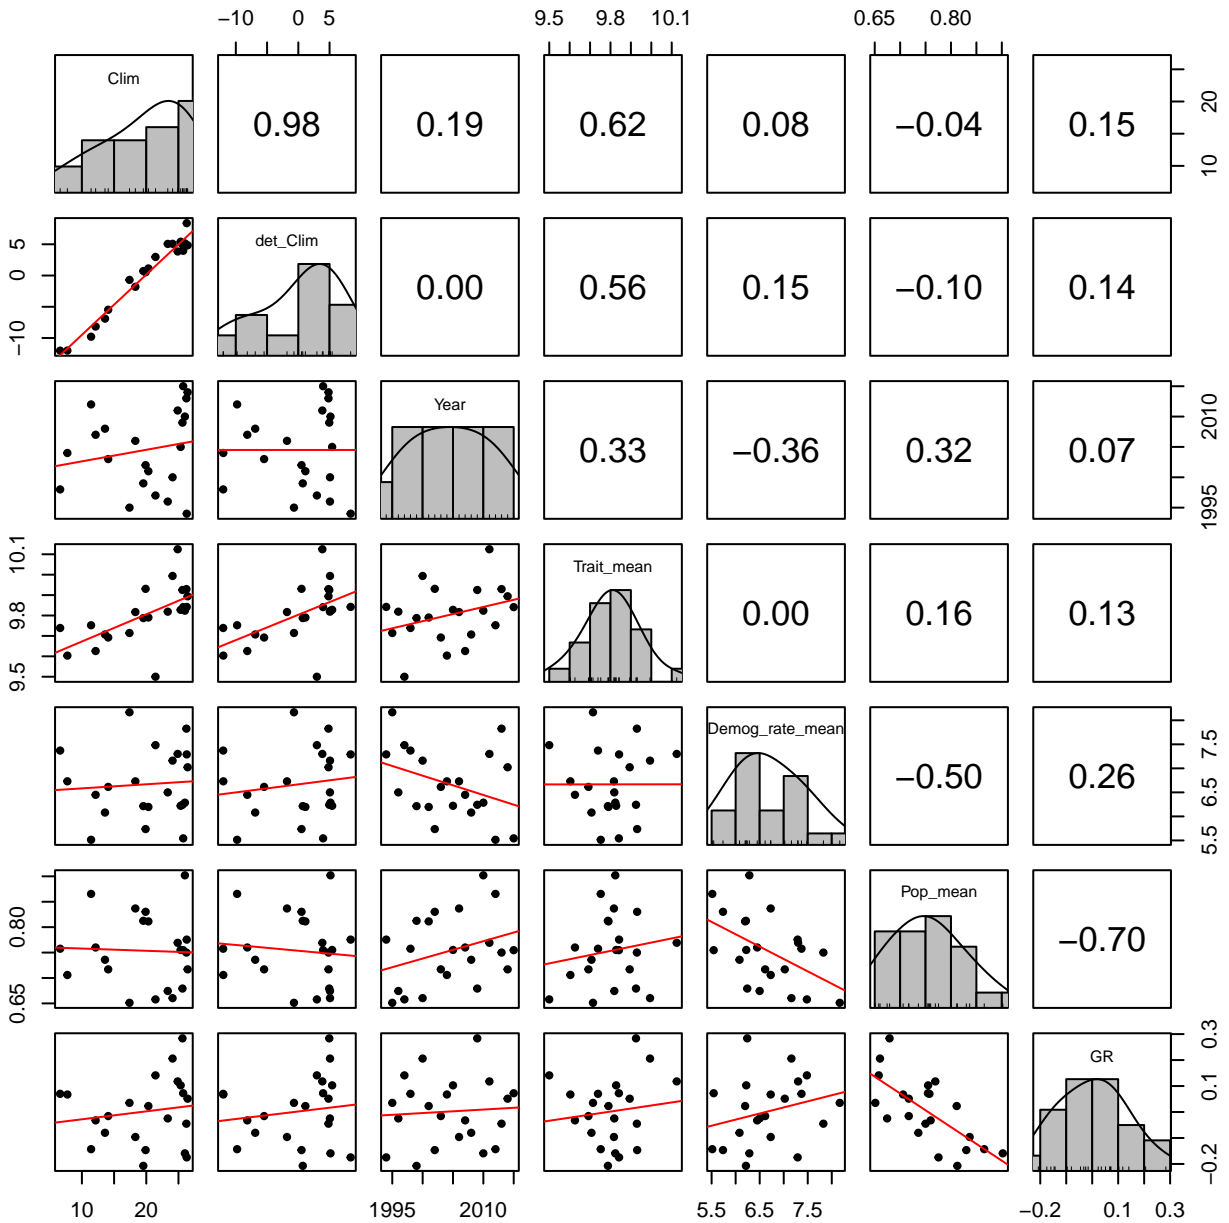 −10 0 5 9.5 9.8 10.1 0.65 0.80
Clim
0.98 0.19 0.62 0.08 −0.04 0.15
10 20
det_Clim
0.00 0.56 0.15 −0.10 0.14
−10 0 5
Year
0.33 −0.36 0.32 0.07
1995 2010
Trait_mean
0.00 0.16 0.13
9.5 9.8 10.1
Demog_rate_mean
−0.50 0.26
5.5 6.5 7.5
Pop_mean
−0.70
0.65 0.80
GR
−0.2 0.1 0.3
10 20 1995 2010 5.5 6.5 7.5 −0.2 0.1 0.3